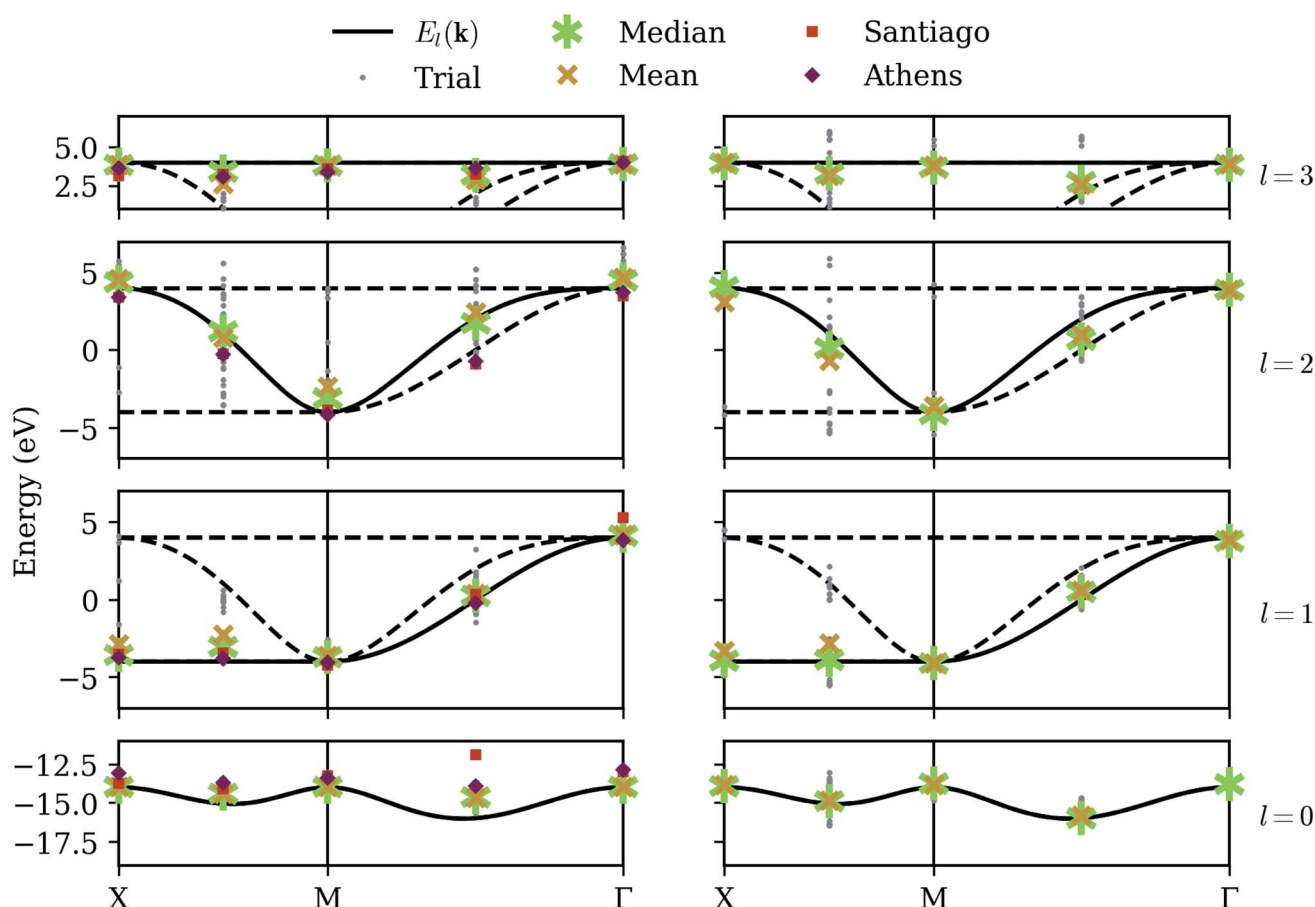 E_l(k) Median Santiago
Trial Mean Athens
5.0
2.5
l = 3
5
0
−5
l = 2
Energy (eV)
5
0
−5
l = 1
−12.5
−15.0
−17.5
l = 0
X M Γ X M Γ